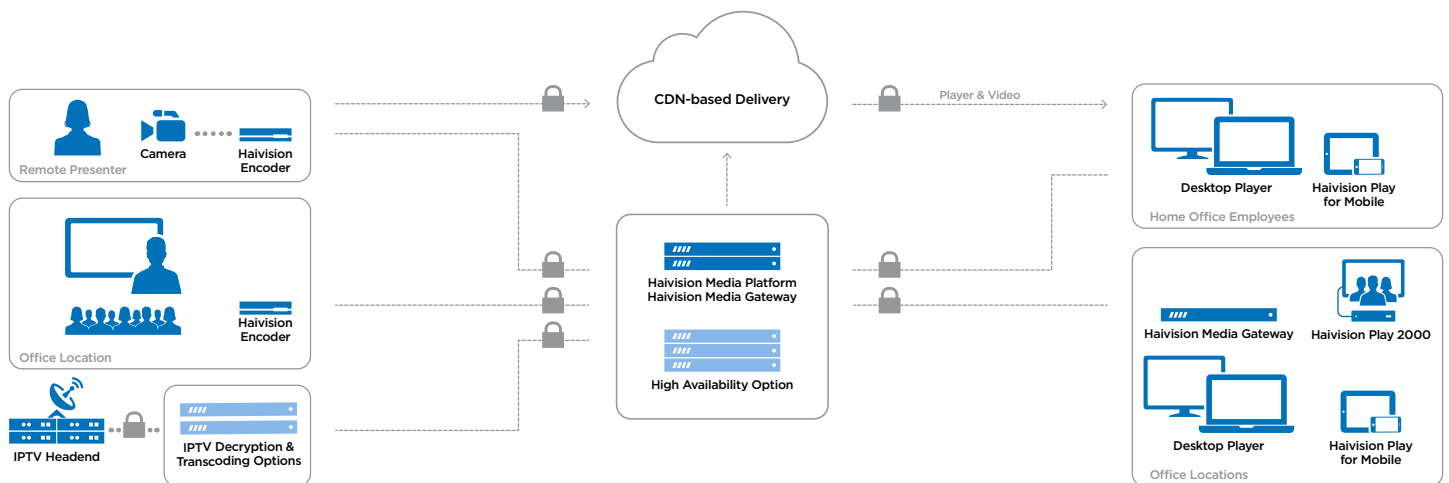 Camera
Haivision
Encoder
Remote Presenter
Haivision
Encoder
Office Location
IPTV Headend
IPTV Decryption &
Transcoding Options
CDN-based Delivery
Haivision Media Platform
Haivision Media Gateway
High Availability Option
Player & Video
Desktop Player
Haivision Play
for Mobile
Home Office Employees
Haivision Media Gateway
Haivision Play 2000
Desktop Player
Haivision Play
for Mobile
Office Locations